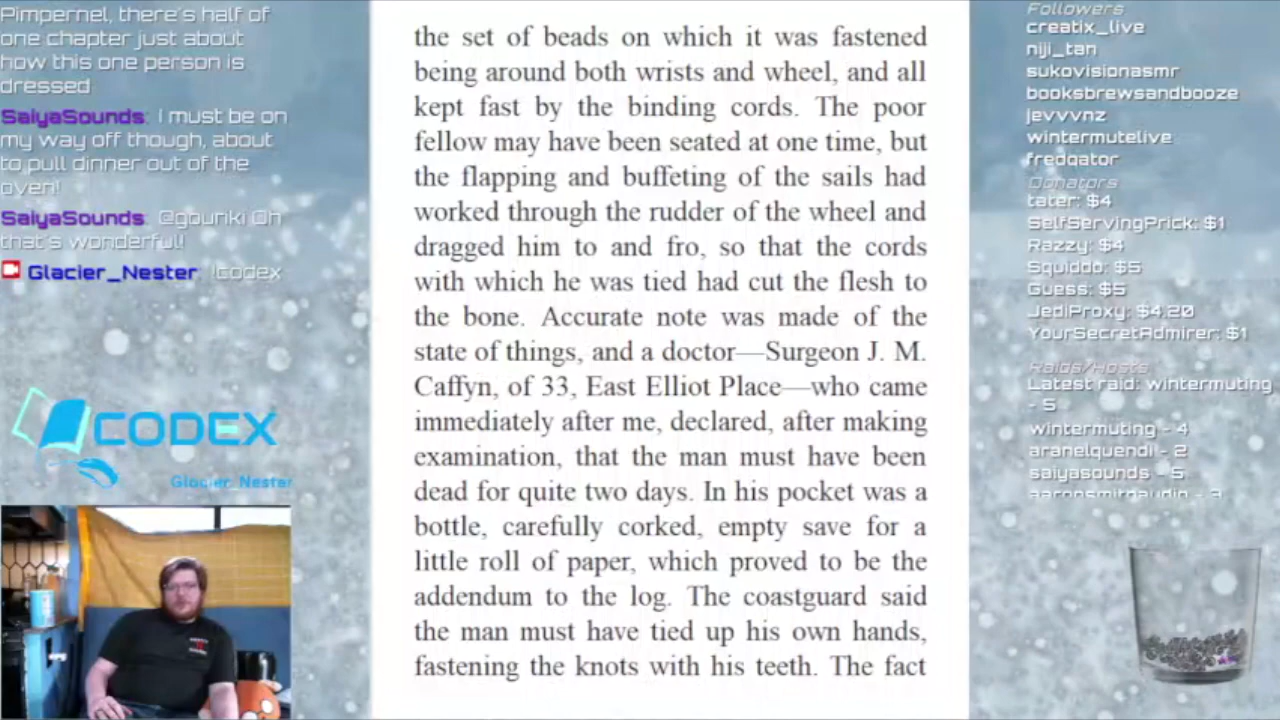 Pimpernel, there's half of
one chapter just about
how this one person is
dressed
SaiyaSounds: I must be on
my way off though, about
to pull dinner out of the
oven!
SaiyaSounds: @gouriki Oh
that's wonderful!
Glacier_Nester: !codex
CODEX
Glacier_Nester
the set of beads on which it was fastened
being around both wrists and wheel, and all
kept fast by the binding cords. The poor
fellow may have been seated at one time, but
the flapping and buffeting of the sails had
worked through the rudder of the wheel and
dragged him to and fro, so that the cords
with which he was tied had cut the flesh to
the bone. Accurate note was made of the
state of things, and a doctor—Surgeon J. M.
Caffyn, of 33, East Elliot Place—who came
immediately after me, declared, after making
examination, that the man must have been
dead for quite two days. In his pocket was a
bottle, carefully corked, empty save for a
little roll of paper, which proved to be the
addendum to the log. The coastguard said
the man must have tied up his own hands,
fastening the knots with his teeth. The fact
Followers
creatix_live
niji_tan
sukovisionasmr
booksbrewsandbooze
jevvvnz
wintermutelive
fredgator
Donators
tater: $4
SelfServingPrick: $1
Razzy: $4
Squiddo: $5
Guess: $5
JediProxy: $4.20
YourSecretAdmirer: $1
Raids/Hosts
Latest raid: wintermuting
- 5
wintermuting - 4
aranelquendi - 2
saiyasounds - 5